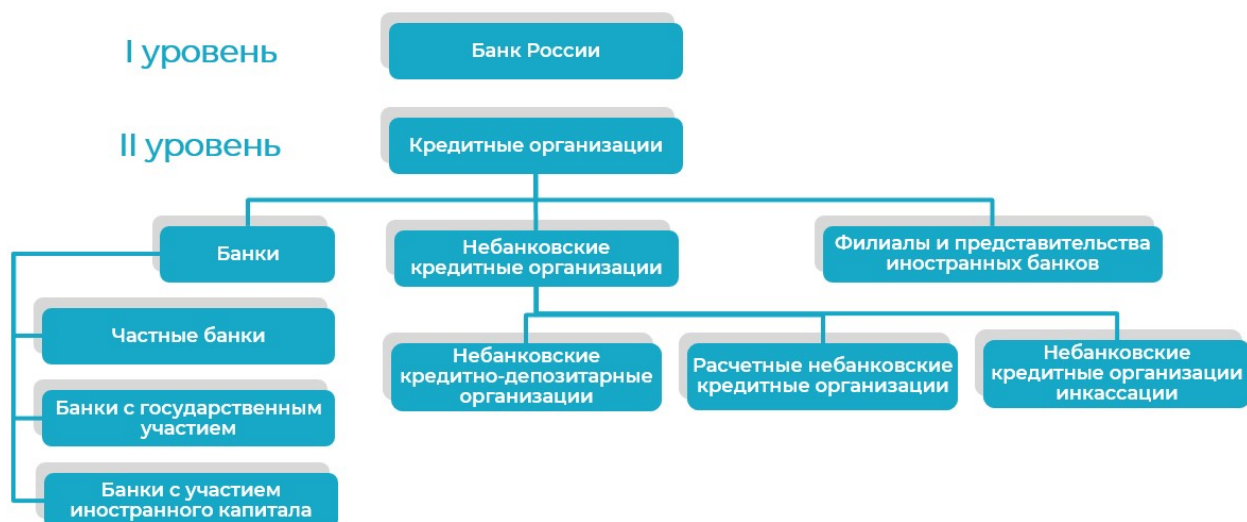 I уровень
Банк России
II уровень
Кредитные организации
Банки
Небанковские
кредитные организации
Филиалы и представительства
иностранных банков
Частные банки
Банки с государственным
участием
Банки с участием
иностранного капитала
Небанковские
кредитно-депозитарные
организации
Расчетные небанковские
кредитные организации
Небанковские
кредитные организации
инкассации